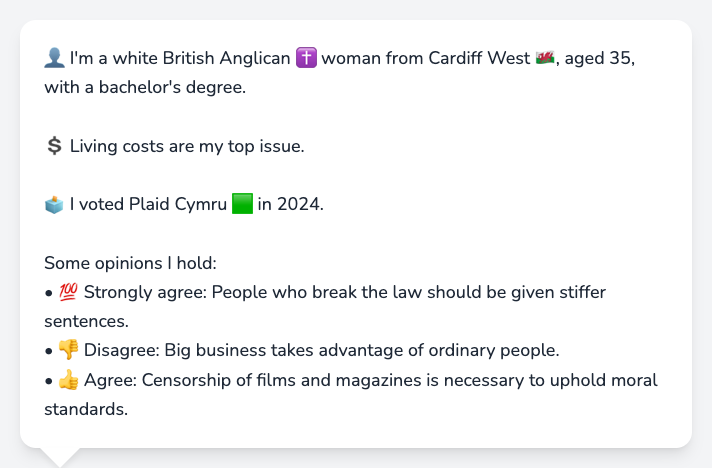 👤 I'm a white British Anglican ✝️ woman from Cardiff West 🏴󠁧󠁢󠁷󠁬󠁳󠁿, aged 35,
with a bachelor's degree.
💲 Living costs are my top issue.
🗳️ I voted Plaid Cymru 🟩 in 2024.
Some opinions I hold:
• 💯 Strongly agree: People who break the law should be given stiffer
sentences.
• 👎 Disagree: Big business takes advantage of ordinary people.
• 👍 Agree: Censorship of films and magazines is necessary to uphold moral
standards.